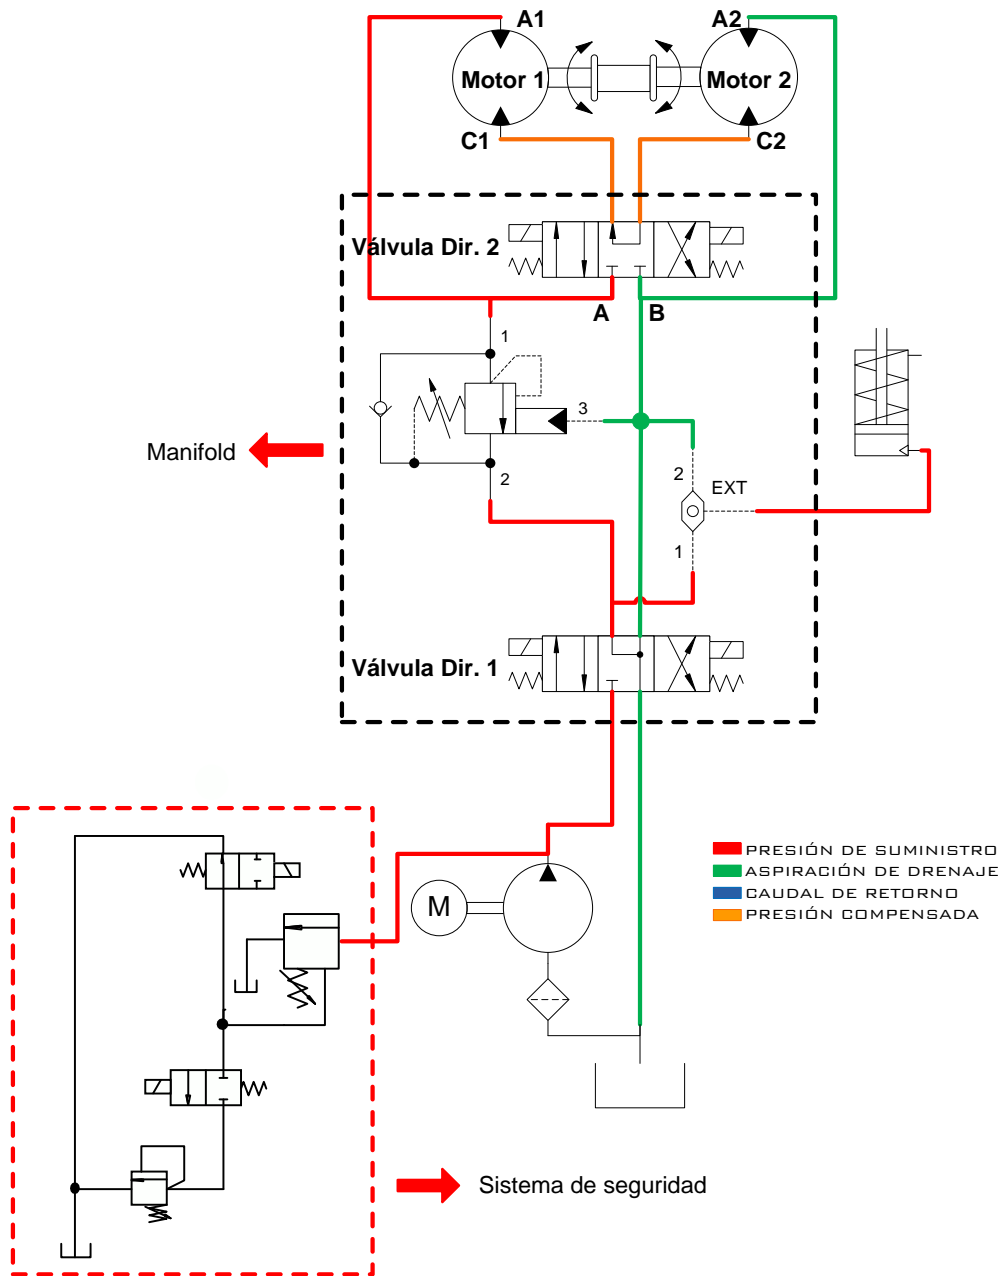 A1
A2
Motor 1
Motor 2
C1
C2
Válvula Dir. 2
A
B
1
3
Manifold
2
2
EXT
1
Válvula Dir. 1
PRESIÓN DE SUMINISTRO
ASPIRACIÓN DE DRENAJE
CAUDAL DE RETORNO
PRESIÓN COMPENSADA
M
Sistema de seguridad